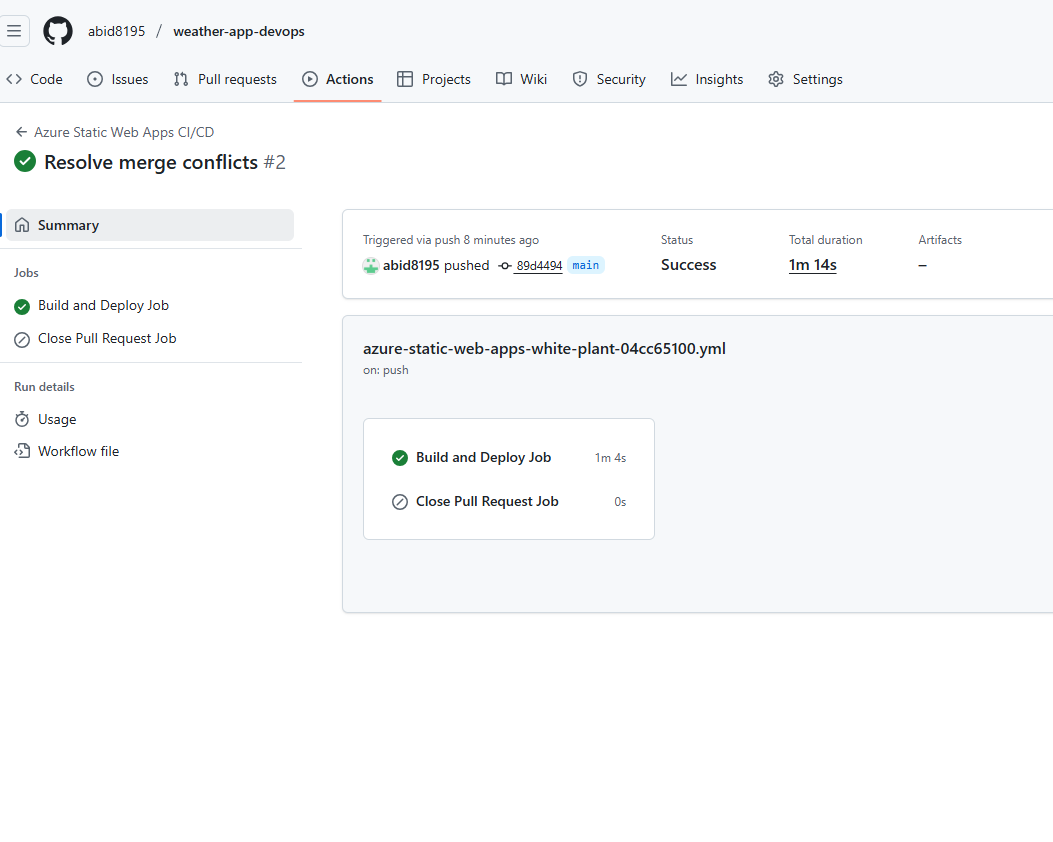 abid8195 / weather-app-devops
Code Issues Pull requests Actions Projects Wiki Security Insights Settings
Azure Static Web Apps CI/CD
Resolve merge conflicts #2
Summary
Jobs
Build and Deploy Job
Close Pull Request Job
Run details
Usage
Workflow file
Triggered via push 8 minutes ago
abid8195 pushed 89d4494 main
Status
Success
Total duration
1m 14s
Artifacts
–
azure-static-web-apps-white-plant-04cc65100.yml
on: push
Build and Deploy Job 1m 4s
Close Pull Request Job 0s